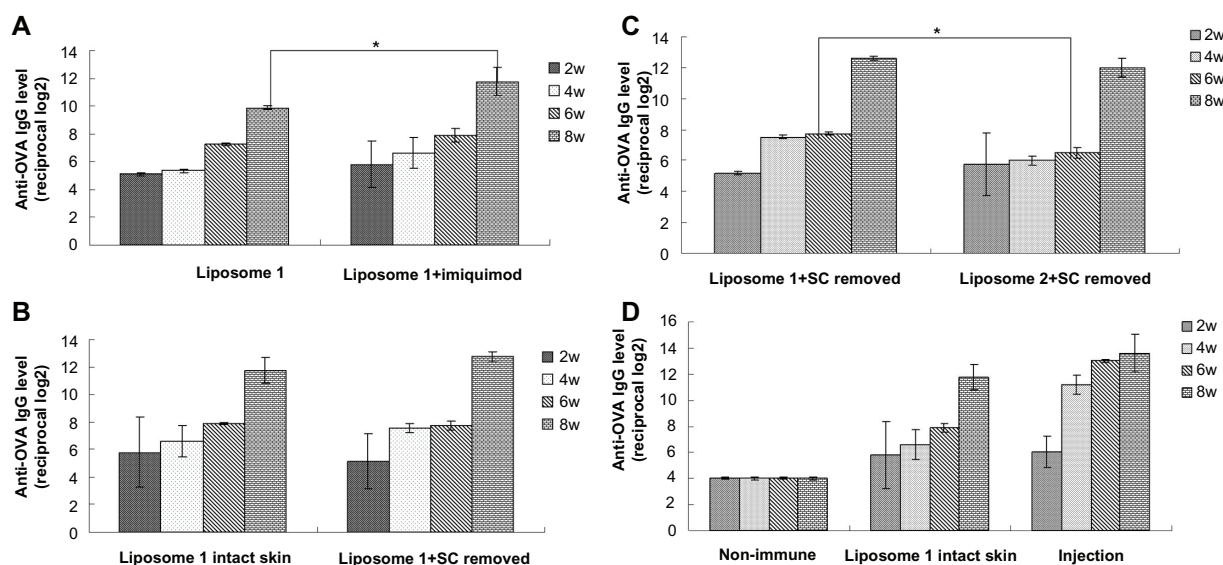 A
Anti-OVA IgG level
(reciprocal log2)
14
12
10
8
6
4
2
0
*
Liposome 1
Liposome 1+imiquimod
2w
4w
6w
8w
C
Anti-OVA IgG level
(reciprocal log2)
14
12
10
8
6
4
2
0
*
Liposome 1+SC removed
Liposome 2+SC removed
2w
4w
6w
8w
B
Anti-OVA IgG level
(reciprocal log2)
14
12
10
8
6
4
2
0
Liposome 1 intact skin
Liposome 1+SC removed
2w
4w
6w
8w
D
Anti-OVA IgG level
(reciprocal log2)
16
14
12
10
8
6
4
2
0
Non-immune
Liposome 1 intact skin
Injection
2w
4w
6w
8w